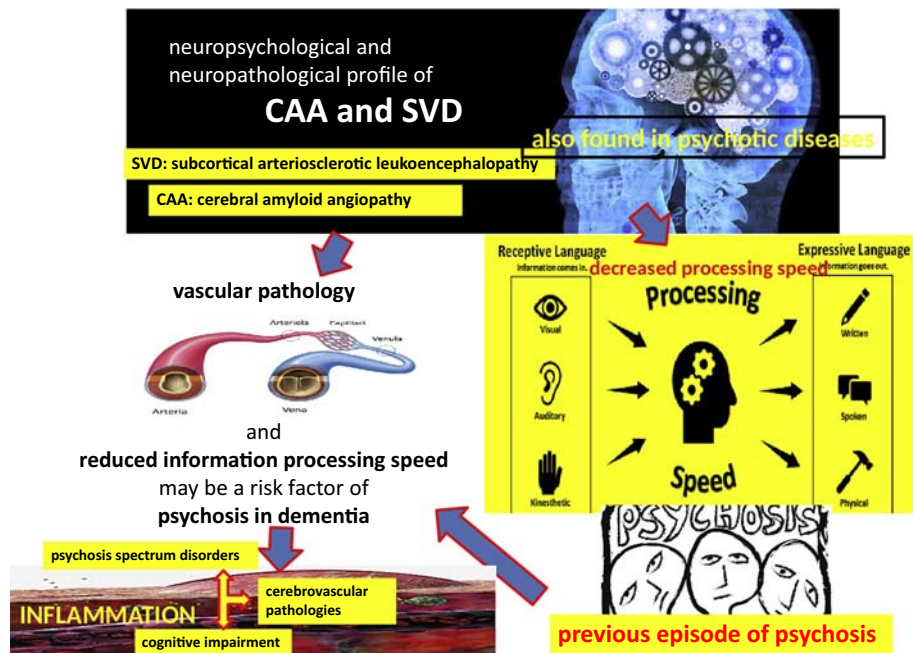 neuropsychological and
neuropathological profile of
CAA and SVD
also found in psychotic diseases
SVD: subcortical arteriosclerotic leukoencephalopathy
CAA: cerebral amyloid angiopathy
vascular pathology
Arteriola
Capillari
Venula
Arteria
Vena
and
reduced information processing speed
may be a risk factor of
psychosis in dementia
Receptive Language
Information comes in.
Expressive Language
Information goes out.
decreased processing speed
Processing
Visual
Written
Auditory
Spoken
Kinesthetic
Speed
Physical
PSYCHOSIS
previous episode of psychosis
psychosis spectrum disorders
INFLAMMATION
cerebrovascular
pathologies
cognitive impairment